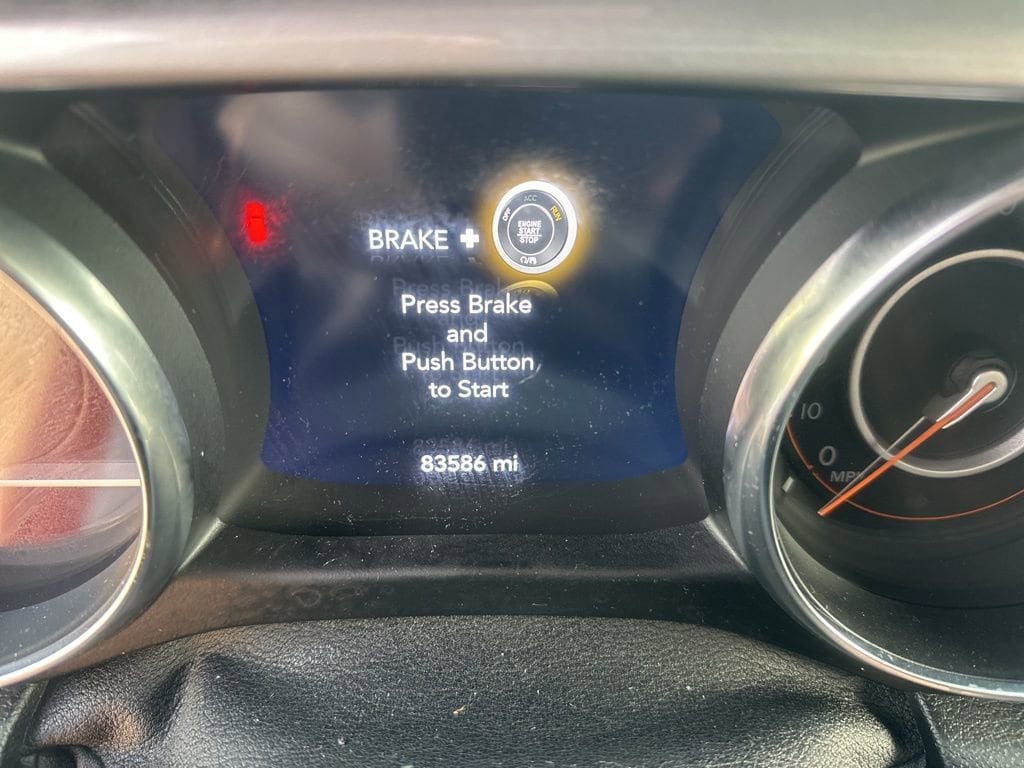 ACC
OFF
RUN
ENGINE
START
STOP
BRAKE +
Press Brake
and
Push Button
to Start
83586 mi
10
0
MPH